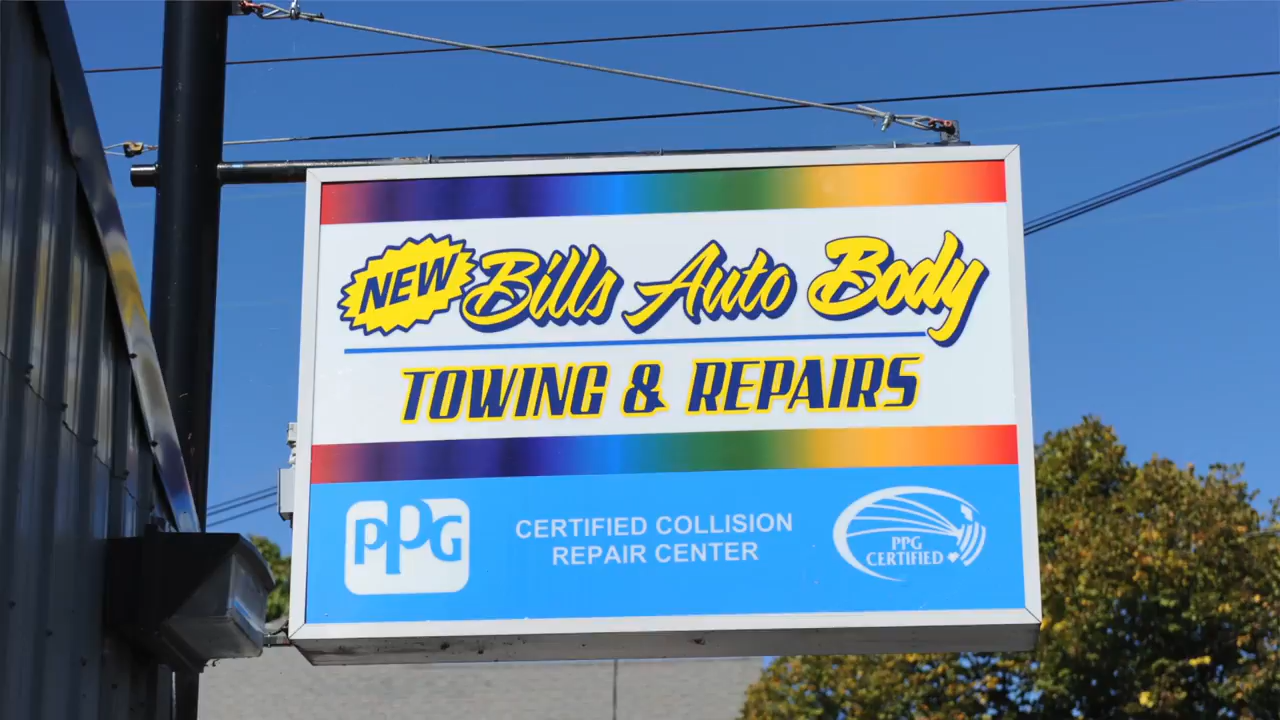 NEW Bills Auto Body
TOWING & REPAIRS
PPG
CERTIFIED COLLISION
REPAIR CENTER
PPG
CERTIFIED